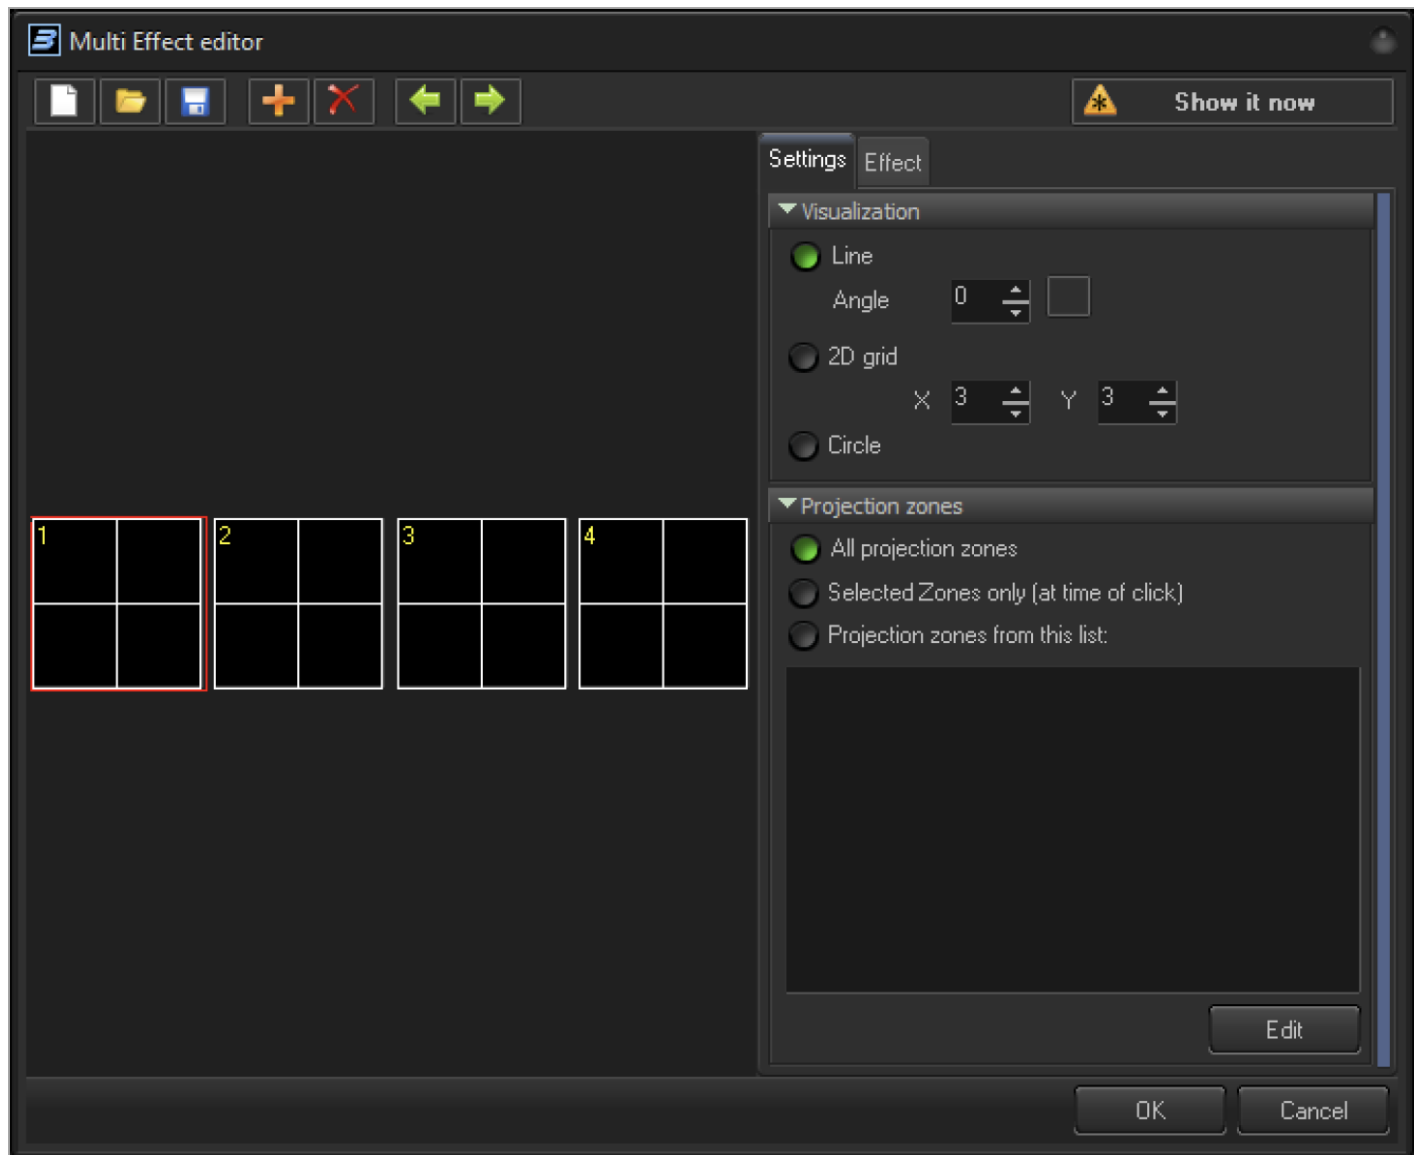 Multi Effect editor
Show it now
Settings Effect
Visualization
Line
Angle 0
2D grid
X 3 Y 3
Circle
Projection zones
All projection zones
Selected Zones only (at time of click)
Projection zones from this list:
1 2 3 4
Edit
OK Cancel